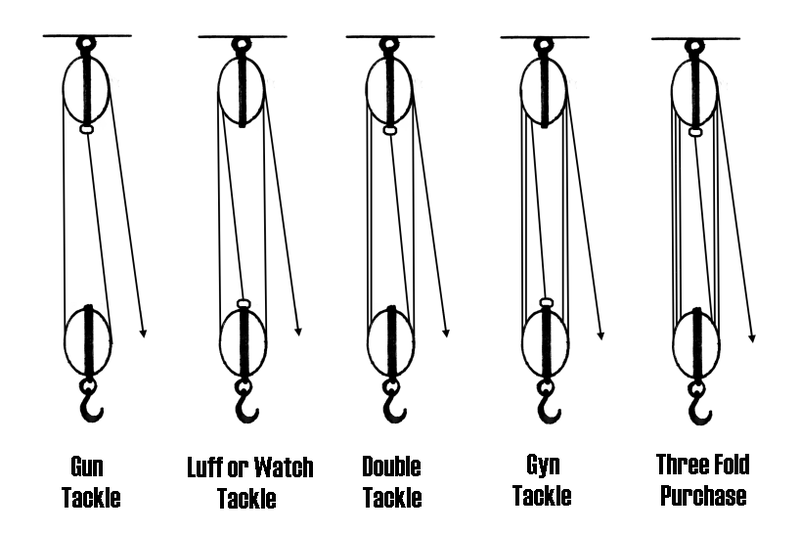 Gun
Tackle
Luff or Watch
Tackle
Double
Tackle
Gyn
Tackle
Three Fold
Purchase